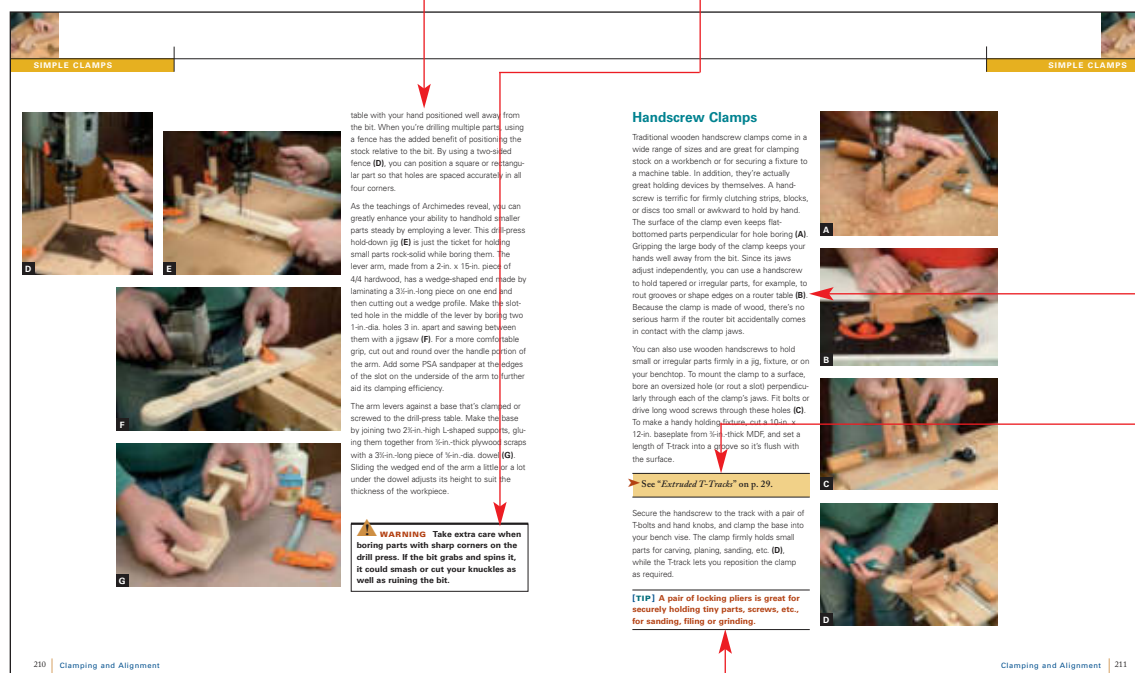 SIMPLE CLAMPS
SIMPLE CLAMPS
D
E
F
G
table with your hand positioned well away from
the bit. When you're drilling multiple parts, using
a fence has the added benefit of positioning the
stock relative to the bit. By using a two-sided
fence (D), you can position a square or rectangu-
lar part so that holes are spaced accurately in all
four corners.
As the teachings of Archimedes reveal, you can
greatly enhance your ability to handhold smaller
parts steady by employing a lever. This drill-press
hold-down jig (E) is just the ticket for holding
small parts rock-solid while boring them. The
lever arm, made from a 2-in. x 15-in. piece of
4/4 hardwood, has a wedge-shaped end made by
laminating a 3½-in.-long piece on one end and
then cutting out a wedge profile. Make the slot-
ted hole in the middle of the lever by boring two
1-in.-dia. holes 3 in. apart and sawing between
them with a jigsaw (F). For a more comfortable
grip, cut out and round over the handle portion of
the arm. Add some PSA sandpaper at the edges
of the slot on the underside of the arm to further
aid its clamping efficiency.
The arm levers against a base that's clamped or
screwed to the drill-press table. Make the base
by joining two -in.-high L-shaped supports, glu-
ing them together from -in.-thick plywood scraps
with a -in.-long piece of -in.-dia. dowel (G).
Sliding the wedged end of the arm a little or a lot
under the dowel adjusts its height to suit the
thickness of the workpiece.
! WARNING Take extra care when
boring parts with sharp corners on the
drill press. If the bit grabs and spins it,
it could smash or cut your knuckles as
well as ruining the bit.
210 Clamping and Alignment
Handscrew Clamps
Traditional wooden handscrew clamps come in a
wide range of sizes and are great for clamping
stock on a workbench or for securing a fixture to
a machine table. In addition, they're actually
great holding devices by themselves. A hand-
screw is terrific for firmly clutching strips, blocks,
or discs too small or awkward to hold by hand.
The surface of the clamp even keeps flat-
bottomed parts perpendicular for hole boring (A).
Gripping the large body of the clamp keeps your
hands well away from the bit. Since its jaws
adjust independently, you can use a handscrew
to hold tapered or irregular parts, for example, to
rout grooves or shape edges on a router table (B).
Because the clamp is made of wood, there's no
serious harm if the router bit accidentally comes
in contact with the clamp jaws.
You can also use wooden handscrews to hold
small or irregular parts firmly in a jig, fixture, or on
your benchtop. To mount the clamp to a surface,
bore an oversized hole (or rout a slot) perpendicu-
larly through each of the clamp's jaws. Fit bolts or
drive long wood screws through these holes (C).
To make a handy holding fixture, cut a 10-in. x
12-in. baseplate from -in.-thick MDF, and set a
length of T-track into a groove so it's flush with
the surface.
See "Extruded T-Tracks" on p. 29.
Secure the handscrew to the track with a pair of
T-bolts and hand knobs, and clamp the base into
your bench vise. The clamp firmly holds small
parts for carving, planing, sanding, etc. (D),
while the T-track lets you reposition the clamp
as required.
[TIP] A pair of locking pliers is great for
securely holding tiny parts, screws, etc.,
for sanding, filing or grinding.
A
B
C
D
Clamping and Alignment 211